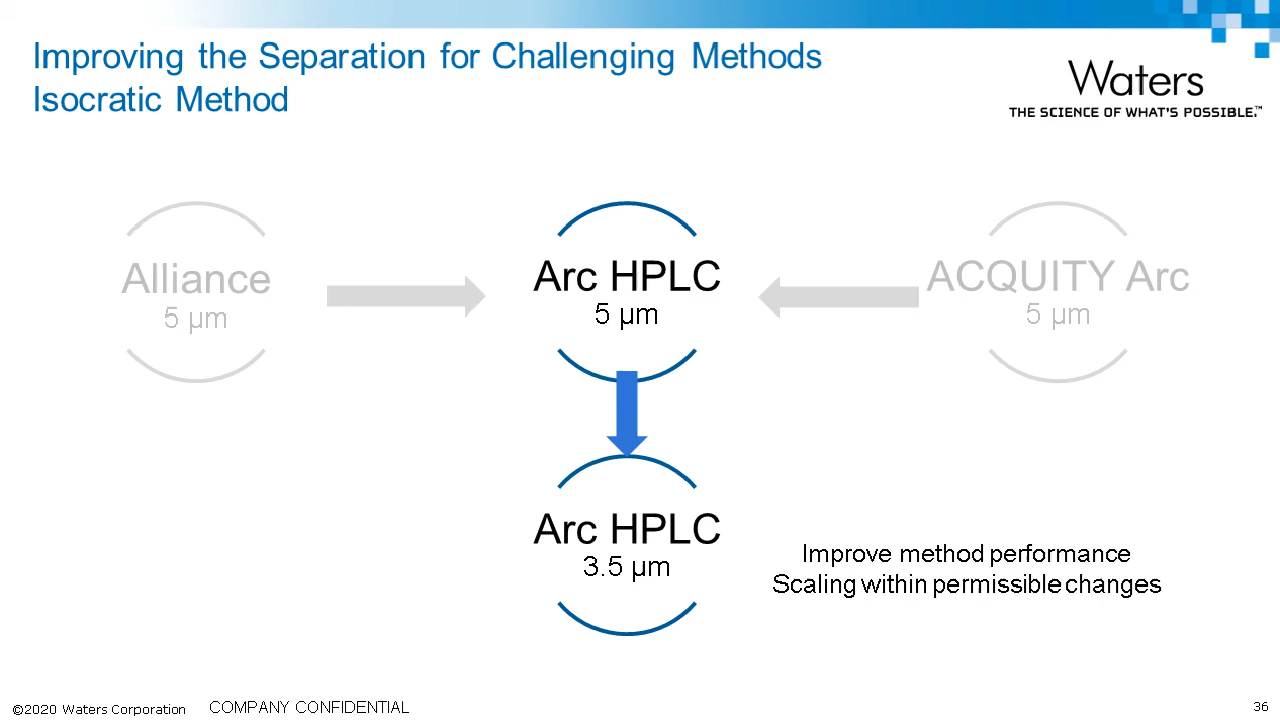 Improving the Separation for Challenging Methods
Isocratic Method
Waters
THE SCIENCE OF WHAT'S POSSIBLE.™
Alliance
5 µm
Arc HPLC
5 µm
ACQUITY Arc
5 µm
Arc HPLC
3.5 µm
Improve method performance
Scaling within permissible changes
©2020 Waters Corporation COMPANY CONFIDENTIAL
36